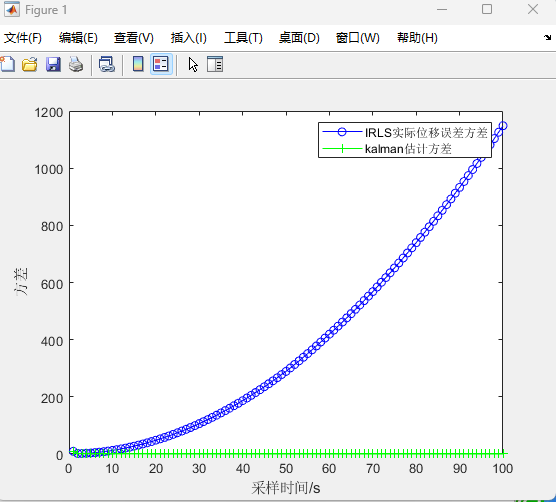 Figure 1
文件(F) 编辑(E) 查看(V) 插入(I) 工具(T) 桌面(D) 窗口(W) 帮助(H)
IRLS实际位移误差方差
kalman估计方差
方差
1200
1000
800
600
400
200
0
0 10 20 30 40 50 60 70 80 90 100
采样时间/s